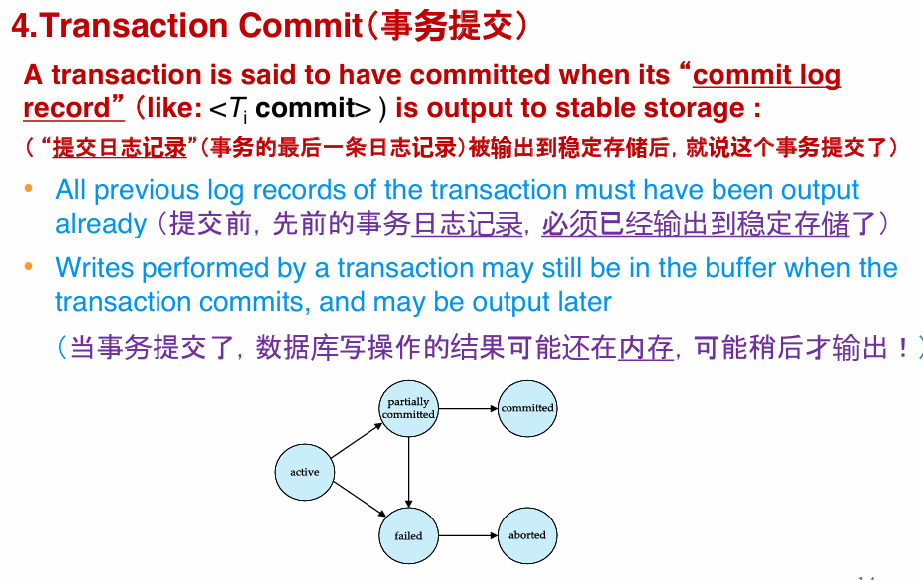 4.Transaction Commit（事务提交）
A transaction is said to have committed when its “commit log
record” （like: <Ti commit> ) is output to stable storage :
（ “提交日志记录”（事务的最后一条日志记录）被输出到稳定存储后，就说这个事务提交了）
• All previous log records of the transaction must have been output
already （提交前，先前的事务日志记录，必须已经输出到稳定存储了）
• Writes performed by a transaction may still be in the buffer when the
transaction commits, and may be output later
（当事务提交了，数据库写操作的结果可能还在内存，可能稍后才输出！）
partially
committed
committed
active
failed
aborted